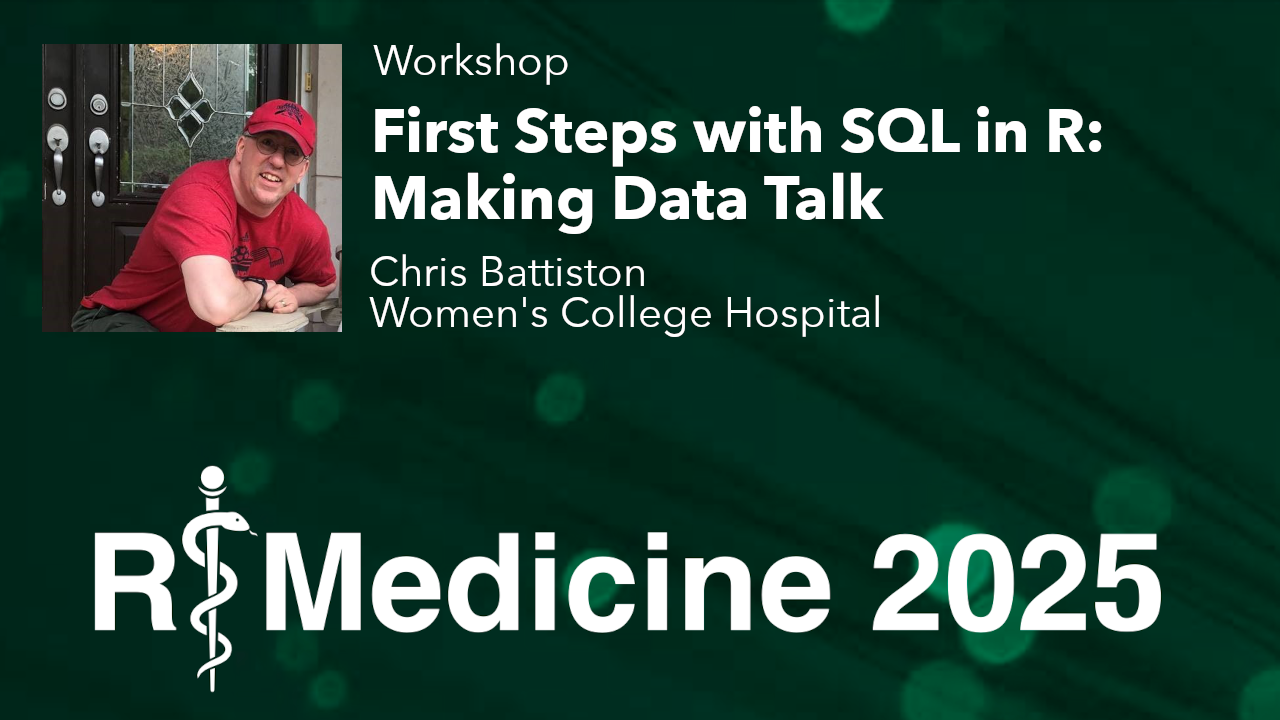 Workshop
First Steps with SQL in R:
Making Data Talk
Chris Battiston
Women's College Hospital
R Medicine 2025